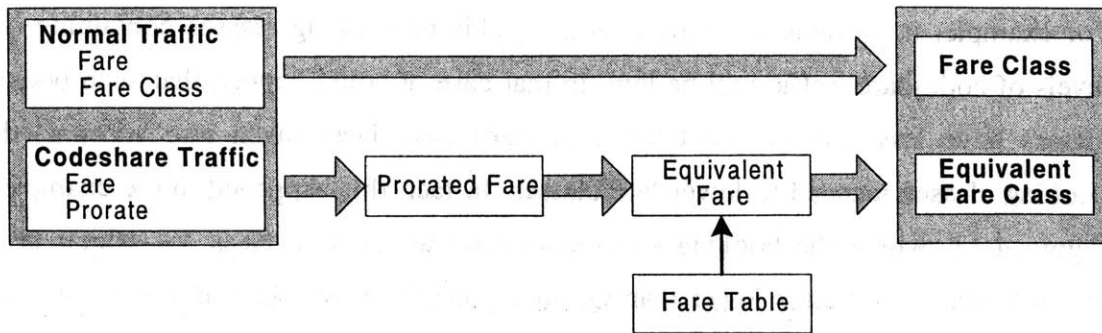 Normal Traffic
Fare
Fare Class
Fare Class
Codeshare Traffic
Fare
Prorate
Prorated Fare
Equivalent
Fare
Equivalent
Fare Class
Fare Table